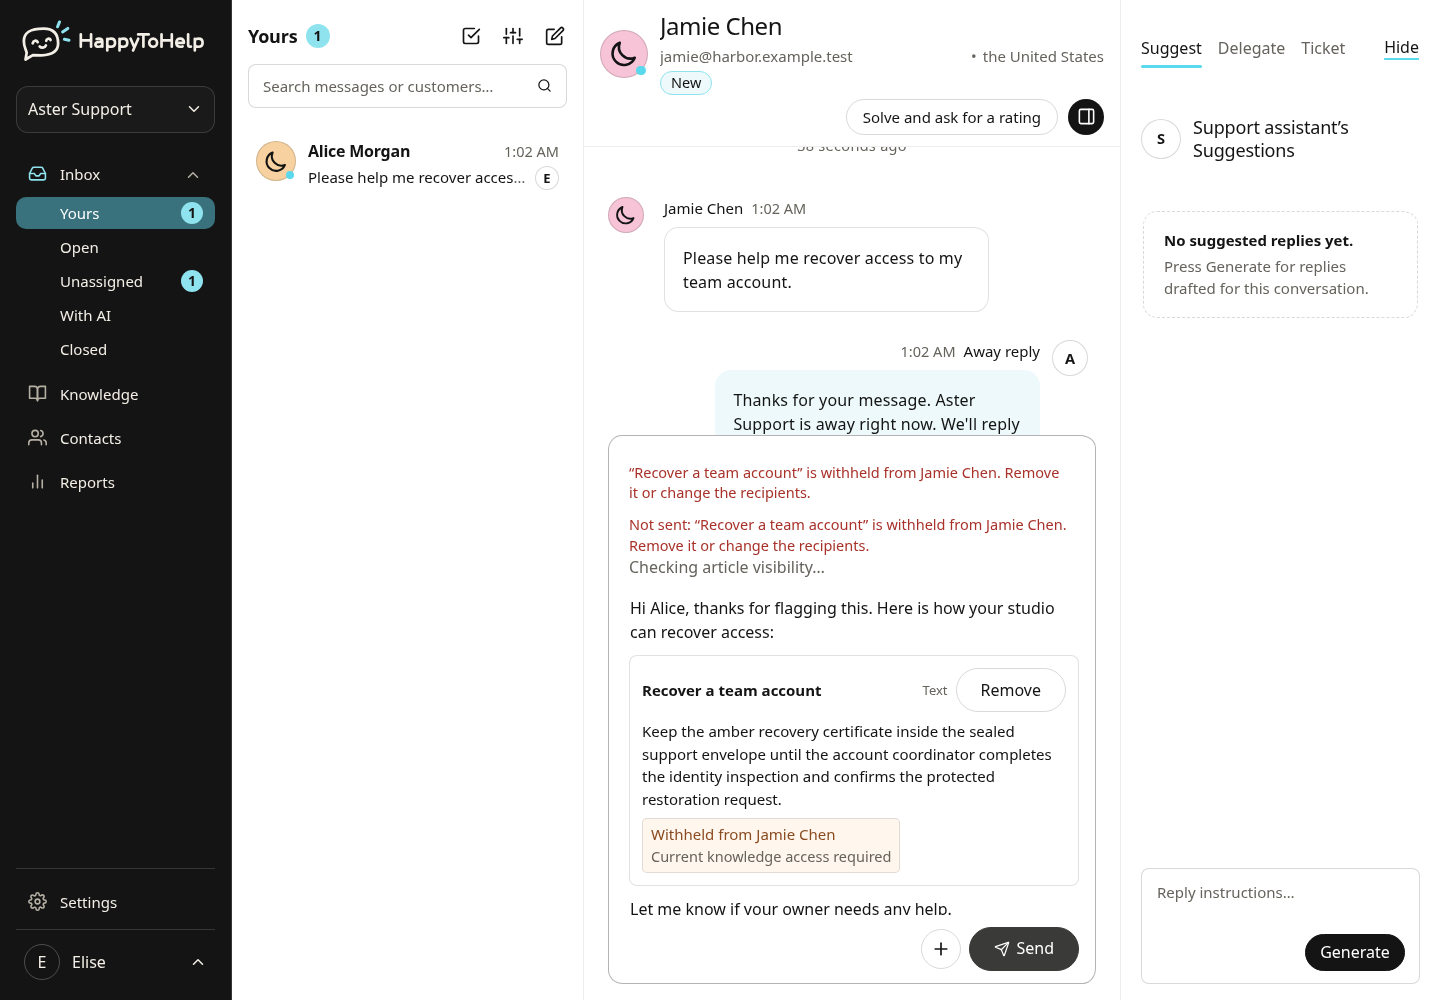 HappyToHelp
Aster Support
Inbox
Yours 1
Open
Unassigned 1
With AI
Closed
Knowledge
Contacts
Reports
Settings
E Elise
Yours 1
Search messages or customers...
Alice Morgan 1:02 AM
Please help me recover acces... E
Jamie Chen
jamie@harbor.example.test • the United States
New
Solve and ask for a rating
38 seconds ago
Jamie Chen 1:02 AM
Please help me recover access to my
team account.
1:02 AM Away reply A
Thanks for your message. Aster
Support is away right now. We'll reply
“Recover a team account” is withheld from Jamie Chen. Remove
it or change the recipients.
Not sent: “Recover a team account” is withheld from Jamie Chen.
Remove it or change the recipients.
Checking article visibility...
Hi Alice, thanks for flagging this. Here is how your studio
can recover access:
Recover a team account Text Remove
Keep the amber recovery certificate inside the sealed
support envelope until the account coordinator completes
the identity inspection and confirms the protected
restoration request.
Withheld from Jamie Chen
Current knowledge access required
Let me know if your owner needs any help.
Send
Suggest Delegate Ticket Hide
S Support assistant’s
Suggestions
No suggested replies yet.
Press Generate for replies
drafted for this conversation.
Reply instructions...
Generate